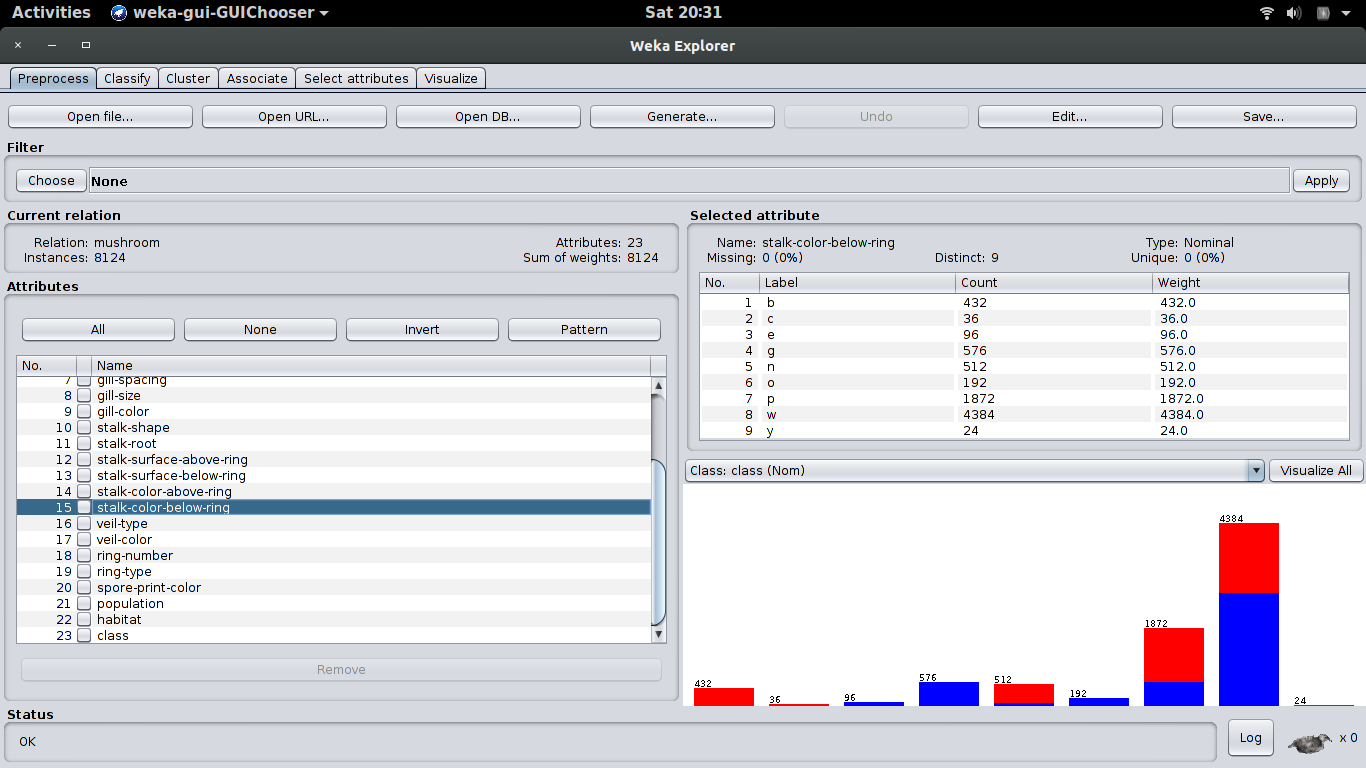 Activities weka-gui-GUIChooser Sat 20:31
Weka Explorer
Preprocess Classify Cluster Associate Select attributes Visualize
Open file... Open URL... Open DB... Generate... Undo Edit... Save...
Filter
Choose None Apply
Current relation
Relation: mushroom Attributes: 23
Instances: 8124 Sum of weights: 8124
Attributes
All None Invert Pattern
No. Name
7 gill-spacing
8 gill-size
9 gill-color
10 stalk-shape
11 stalk-root
12 stalk-surface-above-ring
13 stalk-surface-below-ring
14 stalk-color-above-ring
15 stalk-color-below-ring
16 veil-type
17 veil-color
18 ring-number
19 ring-type
20 spore-print-color
21 population
22 habitat
23 class
Remove
Selected attribute
Name: stalk-color-below-ring Type: Nominal
Missing: 0 (0%) Distinct: 9 Unique: 0 (0%)
No. Label Count Weight
1 b 432 432.0
2 c 36 36.0
3 e 96 96.0
4 g 576 576.0
5 n 512 512.0
6 o 192 192.0
7 p 1872 1872.0
8 w 4384 4384.0
9 y 24 24.0
Class: class (Nom) Visualize All
432 36 96 576 512 192 1872 4384 24
Status
OK Log x 0